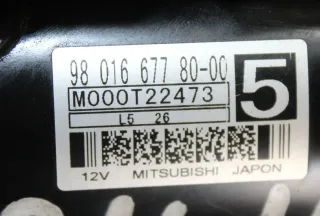 98 016 677 80-00
5
M000T22473
L5 26
12V MITSUBISHI JAPON